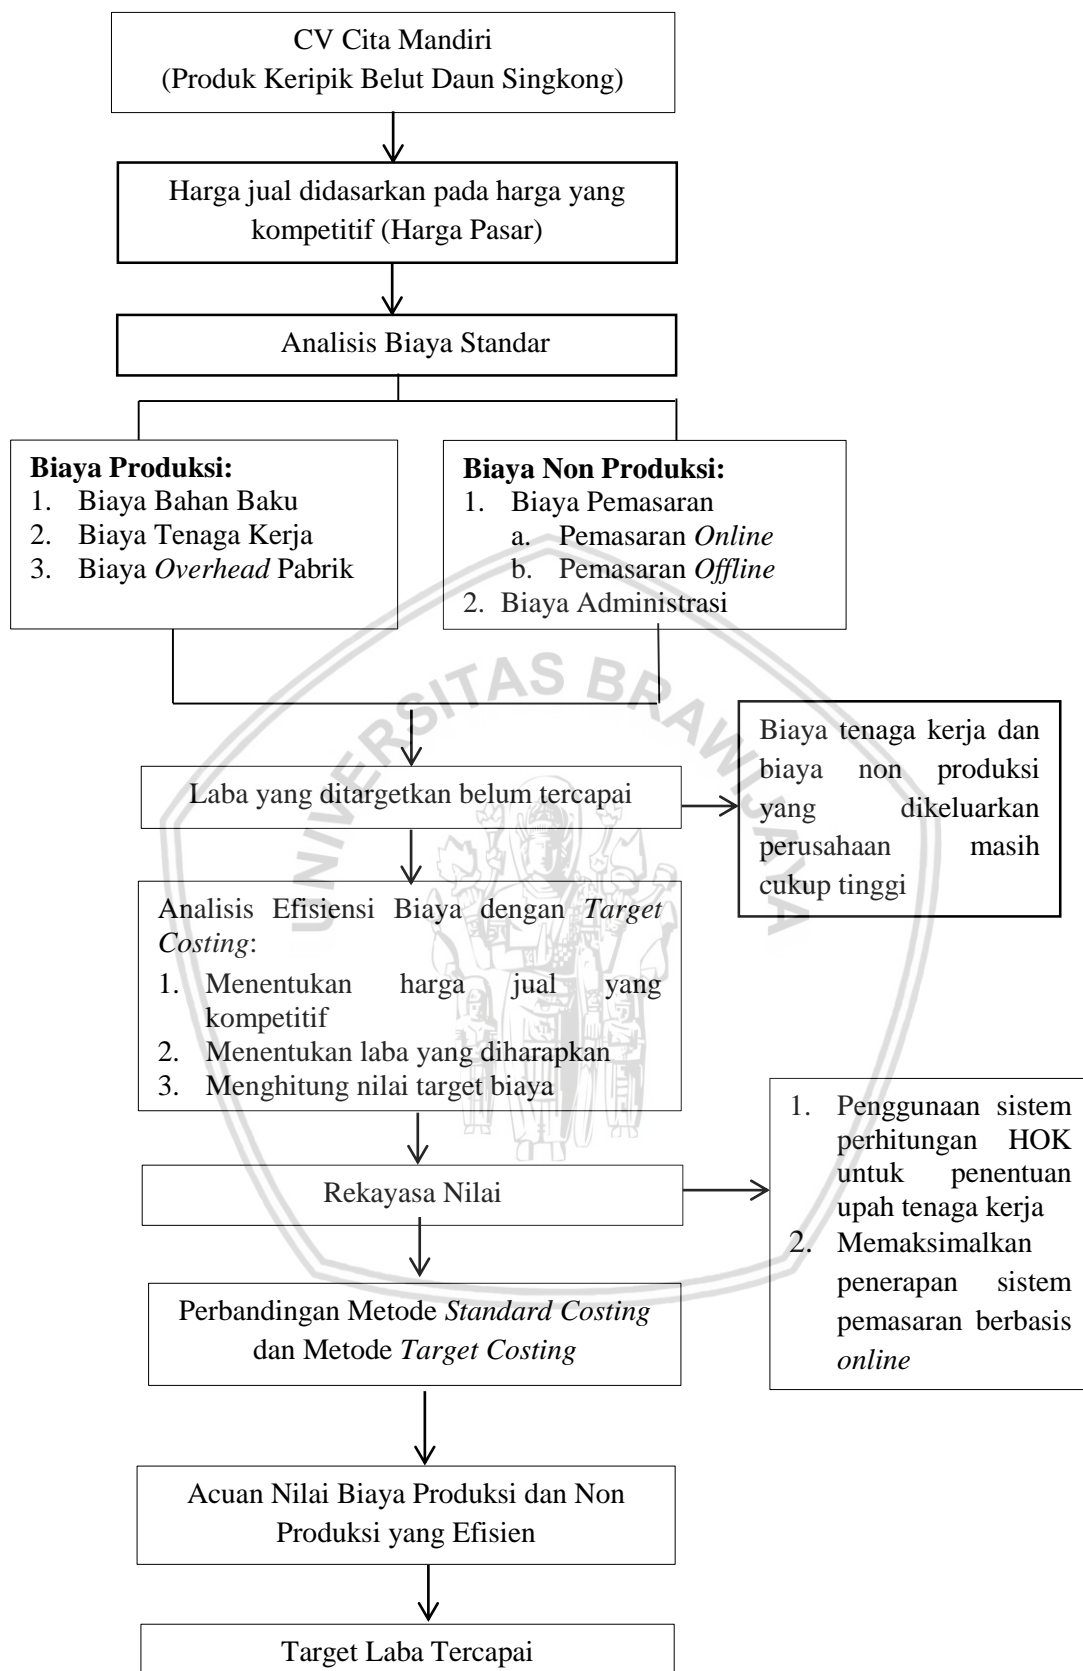 CV Cita Mandiri
(Produk Keripik Belut Daun Singkong)
Harga jual didasarkan pada harga yang
kompetitif (Harga Pasar)
Analisis Biaya Standar
Biaya Produksi:
1. Biaya Bahan Baku
2. Biaya Tenaga Kerja
3. Biaya Overhead Pabrik
Biaya Non Produksi:
1. Biaya Pemasaran
a. Pemasaran Online
b. Pemasaran Offline
2. Biaya Administrasi
UNIVERSITAS BRAWIJAYA
Laba yang ditargetkan belum tercapai
Biaya tenaga kerja dan
biaya non produksi
yang dikeluarkan
perusahaan masih
cukup tinggi
Analisis Efisiensi Biaya dengan Target
Costing:
1. Menentukan harga jual yang
kompetitif
2. Menentukan laba yang diharapkan
3. Menghitung nilai target biaya
Rekayasa Nilai
1. Penggunaan sistem
perhitungan HOK
untuk penentuan
upah tenaga kerja
2. Memaksimalkan
penerapan sistem
pemasaran berbasis
online
Perbandingan Metode Standard Costing
dan Metode Target Costing
Acuan Nilai Biaya Produksi dan Non
Produksi yang Efisien
Target Laba Tercapai